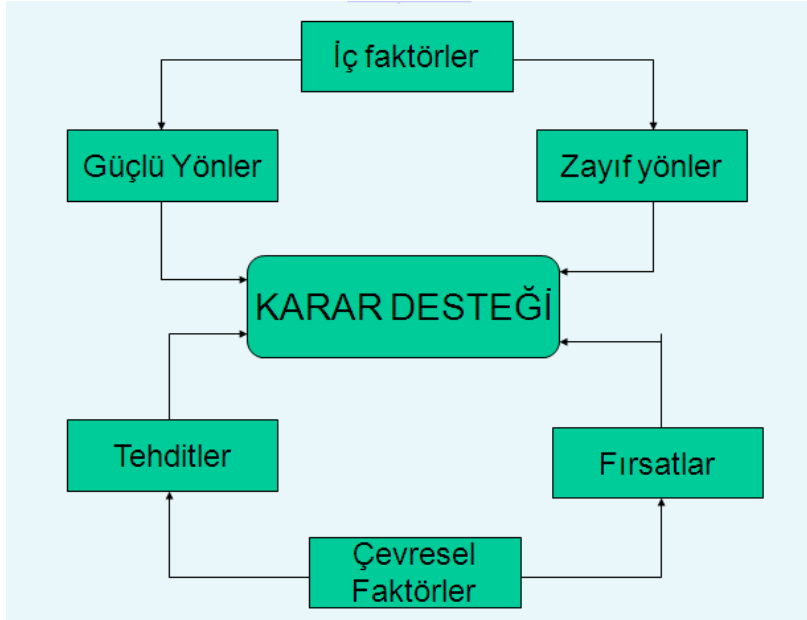 İç faktörler
Güçlü Yönler
Zayıf yönler
KARAR DESTEĞİ
Tehditler
Fırsatlar
Çevresel
Faktörler